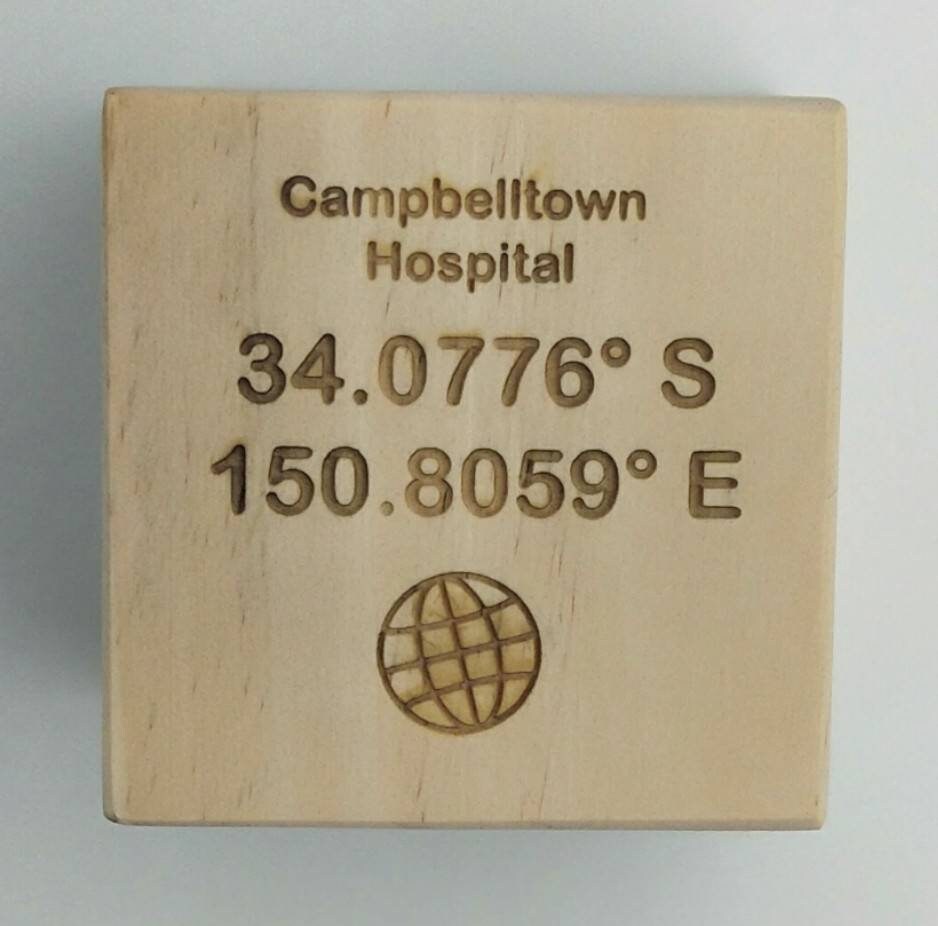 Campbelltown
Hospital
34.0776° S
150.8059° E